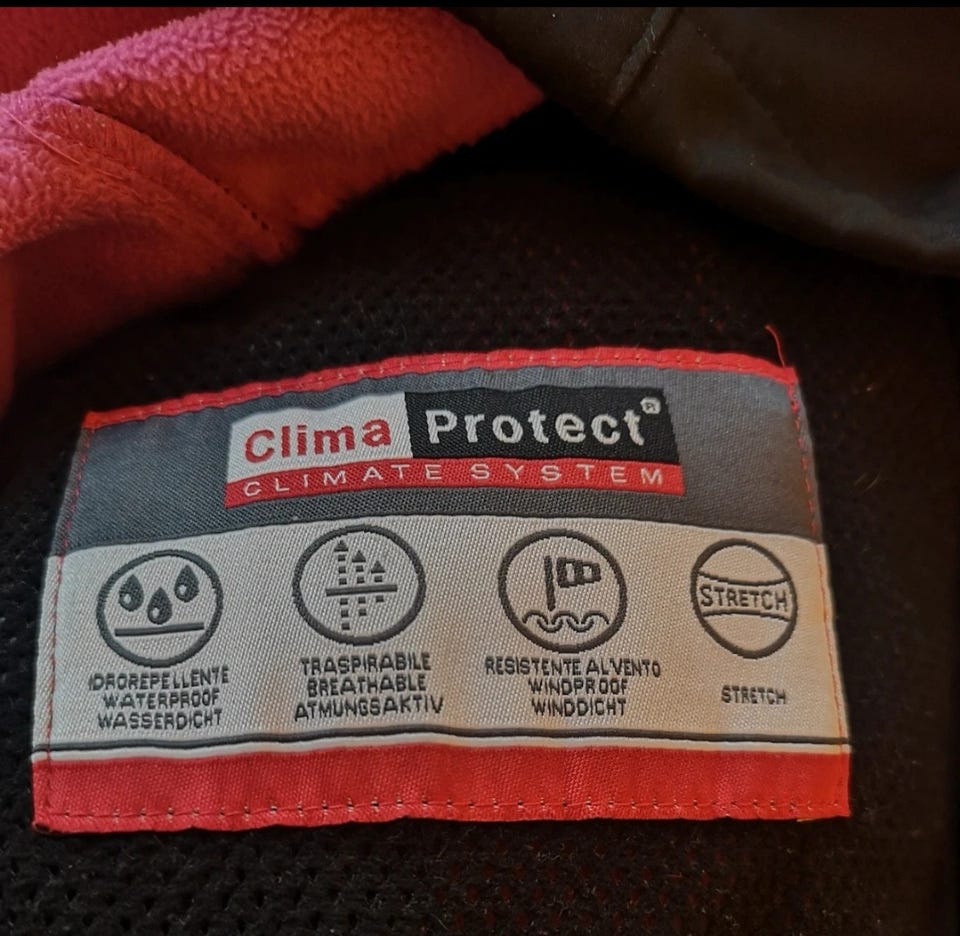 Clima Protect®
CLIMATE SYSTEM
STRETCH
IDROREPELLENTE
WATERPROOF
WASSERDICHT
TRASPIRABILE
BREATHABLE
ATMUNGSAKTIV
RESISTENTE AL'VENTO
WINDPROOF
WINDDICHT
STRETCH